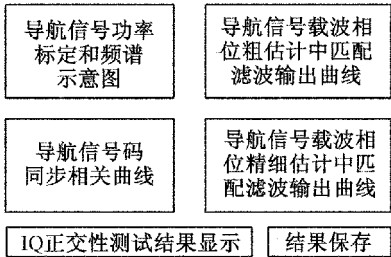 导航信号功率
标定和频谱
示意图
导航信号载波相
位粗估计中匹配
滤波输出曲线
导航信号码
同步相关曲线
导航信号载波相
位精细估计中匹
配滤波输出曲线
IQ正交性测试结果显示
结果保存